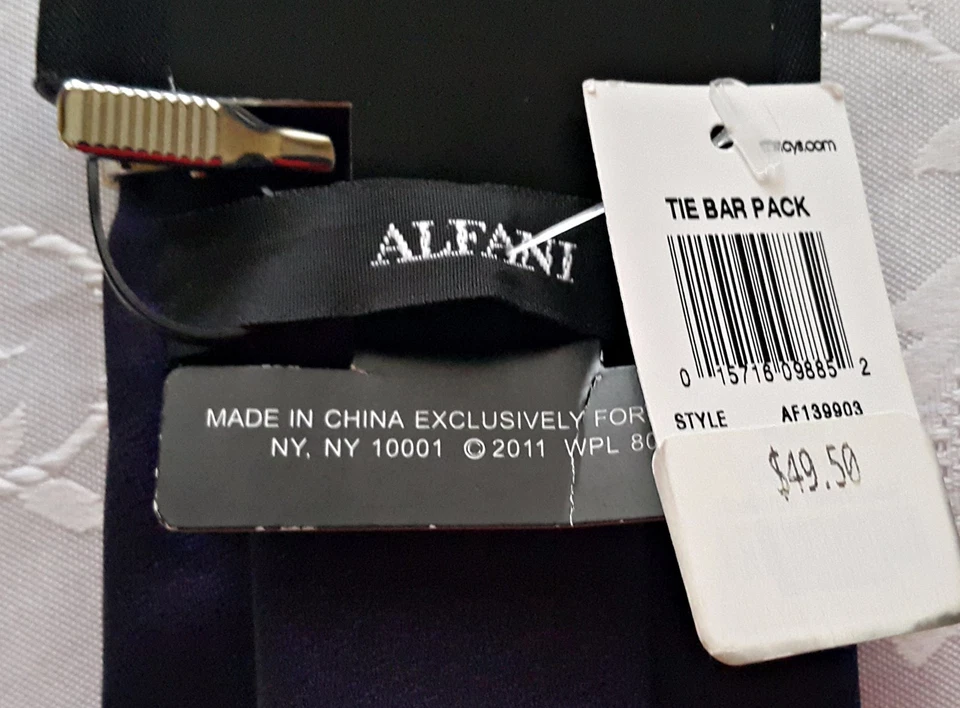 ALFANI
MADE IN CHINA EXCLUSIVELY FOR
NY, NY 10001 ©2011 WPL
TIE BAR PACK
0 15716 09885 2
STYLE AF139903
$49.50